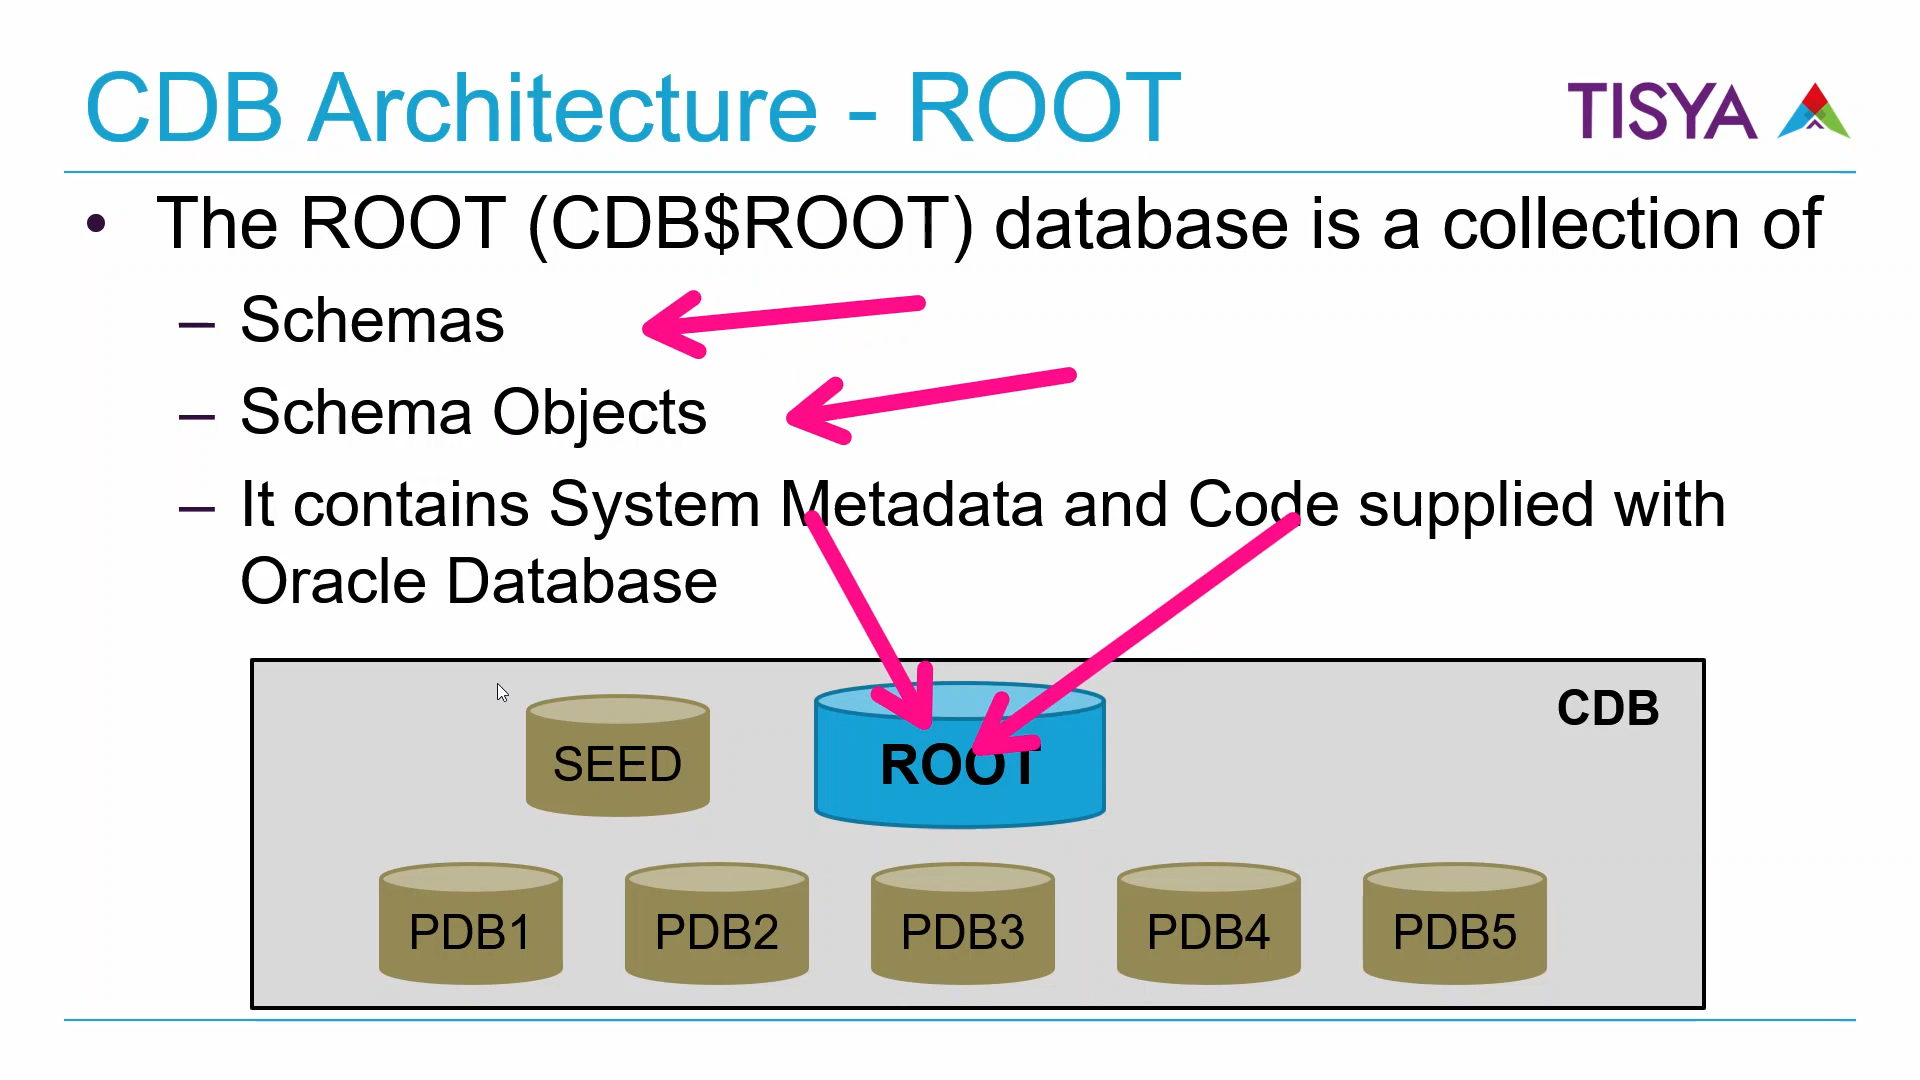 CDB Architecture - ROOT
TISYA
• The ROOT (CDB$ROOT) database is a collection of
– Schemas
– Schema Objects
– It contains System Metadata and Code supplied with
Oracle Database
CDB
SEED
ROOT
PDB1
PDB2
PDB3
PDB4
PDB5